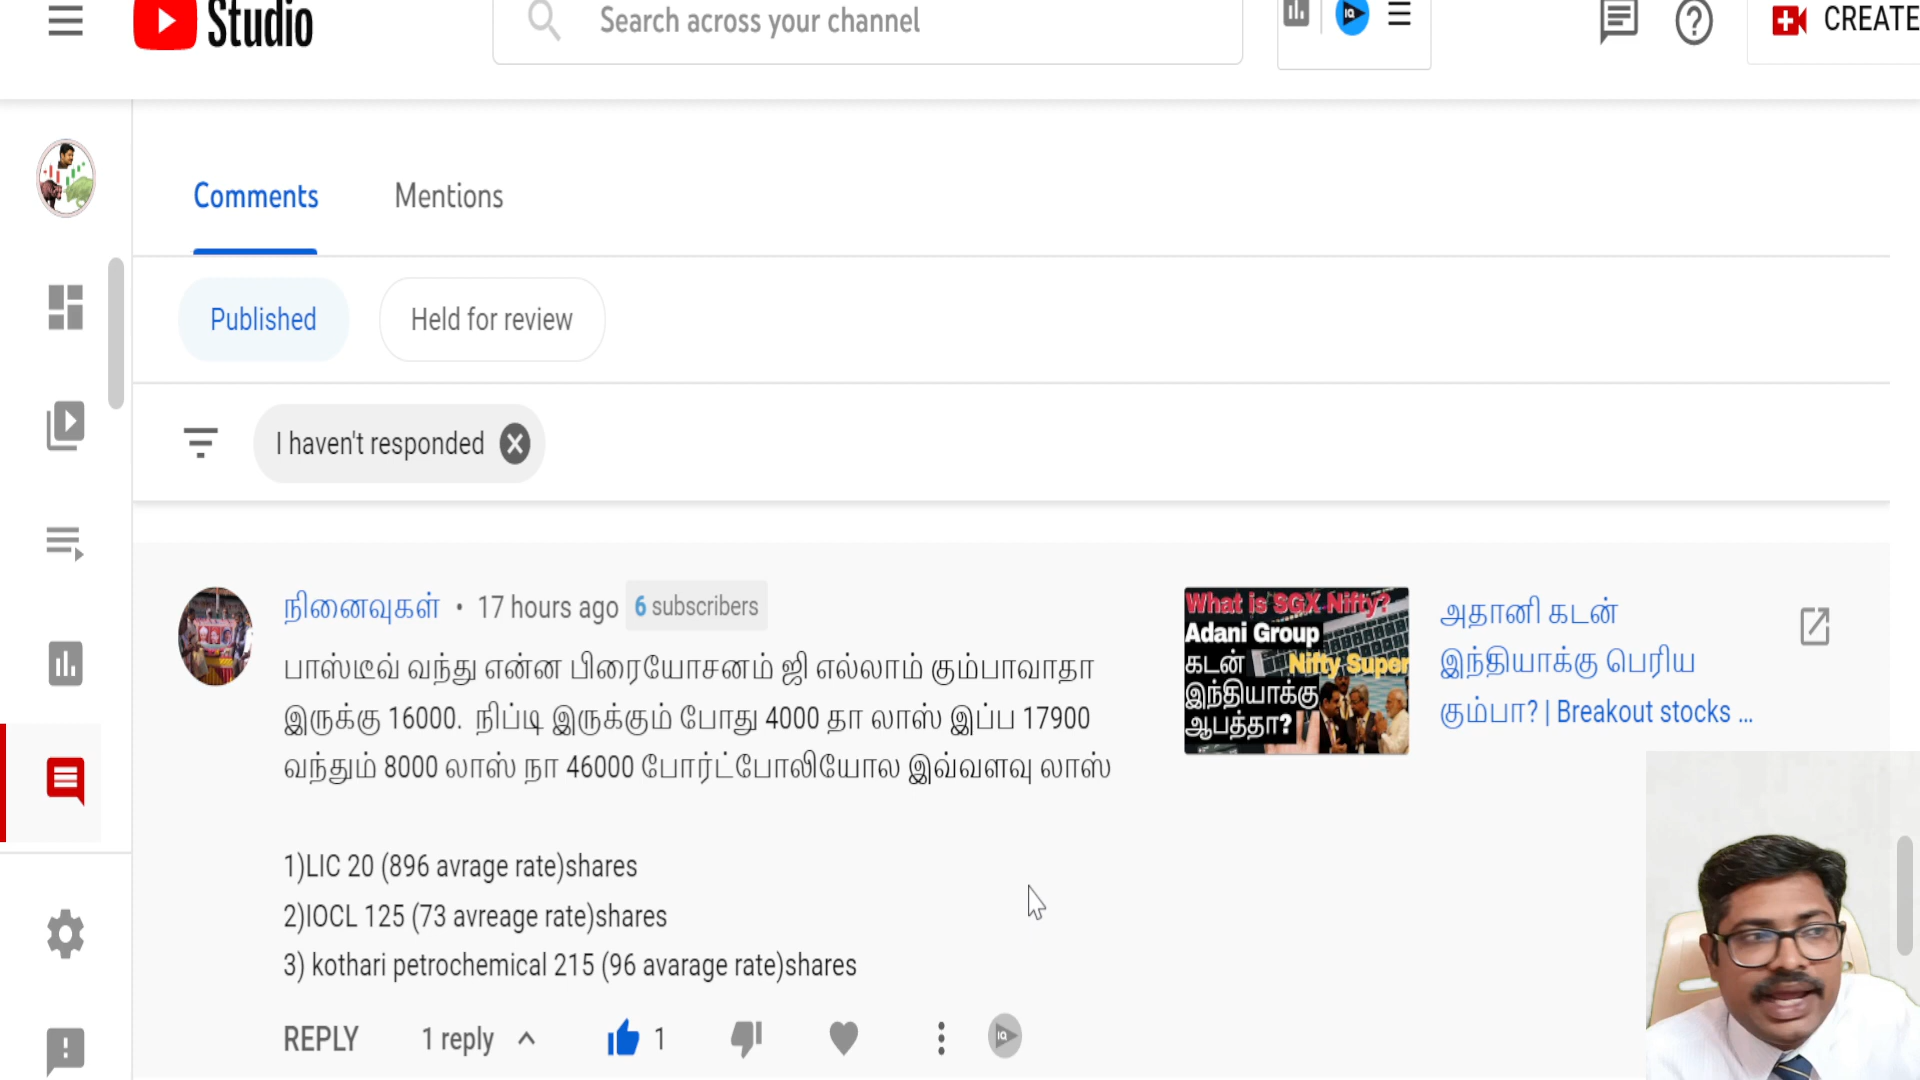 Studio
Search across your channel
CREATE
Comments
Mentions
Published
Held for review
I haven't responded
நினைவுகள் • 17 hours ago 6 subscribers
பாஸ்டீவ் வந்து என்ன பிரையோசனம் ஜி எல்லாம் கும்பாவாதா
இருக்கு 16000. நிப்டி இருக்கும் போது 4000 தா லாஸ் இப்ப 17900
வந்தும் 8000 லாஸ் நா 46000 போர்ட்போலியோல இவ்வளவு லாஸ்
1)LIC 20 (896 avrage rate)shares
2)IOCL 125 (73 avreage rate)shares
3) kothari petrochemical 215 (96 avarage rate)shares
REPLY
1 reply
1
What is SGX Nifty?
Adani Group
கடன்
Nifty Super
இந்தியாக்கு
ஆபத்தா?
அதானி கடன்
இந்தியாக்கு பெரிய
கும்பா? | Breakout stocks ...